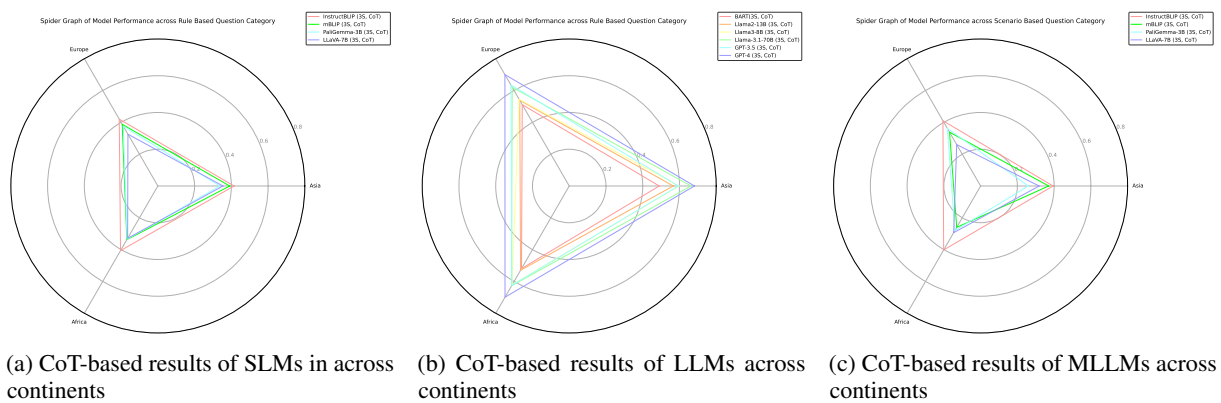 Spider Graph of Model Performance across Rule Based Question Category
InstructBLIP (3S, CoT)
mBLIP (3S, CoT)
PaliGemma-3B (3S, CoT)
LLaVA-7B (3S, CoT)
Europe
0.8
0.6
0.4
Asia
Africa
(a) CoT-based results of SLMs in across
continents
Spider Graph of Model Performance across Rule Based Question Category
BART(3S, CoT)
Llama2-13B (3S, CoT)
Llama3-8B (3S, CoT)
Llama-3.1-70B (3S, CoT)
GPT-3.5 (3S, CoT)
GPT-4 (3S, CoT)
Europe
0.8
0.6
0.4
0.2
Asia
Africa
(b) CoT-based results of LLMs across
continents
Spider Graph of Model Performance across Scenario Based Question Category
InstructBLIP (3S, CoT)
mBLIP (3S, CoT)
PaliGemma-3B (3S, CoT)
LLaVA-7B (3S, CoT)
Europe
0.8
0.6
0.4
Asia
Africa
(c) CoT-based results of MLLMs across
continents